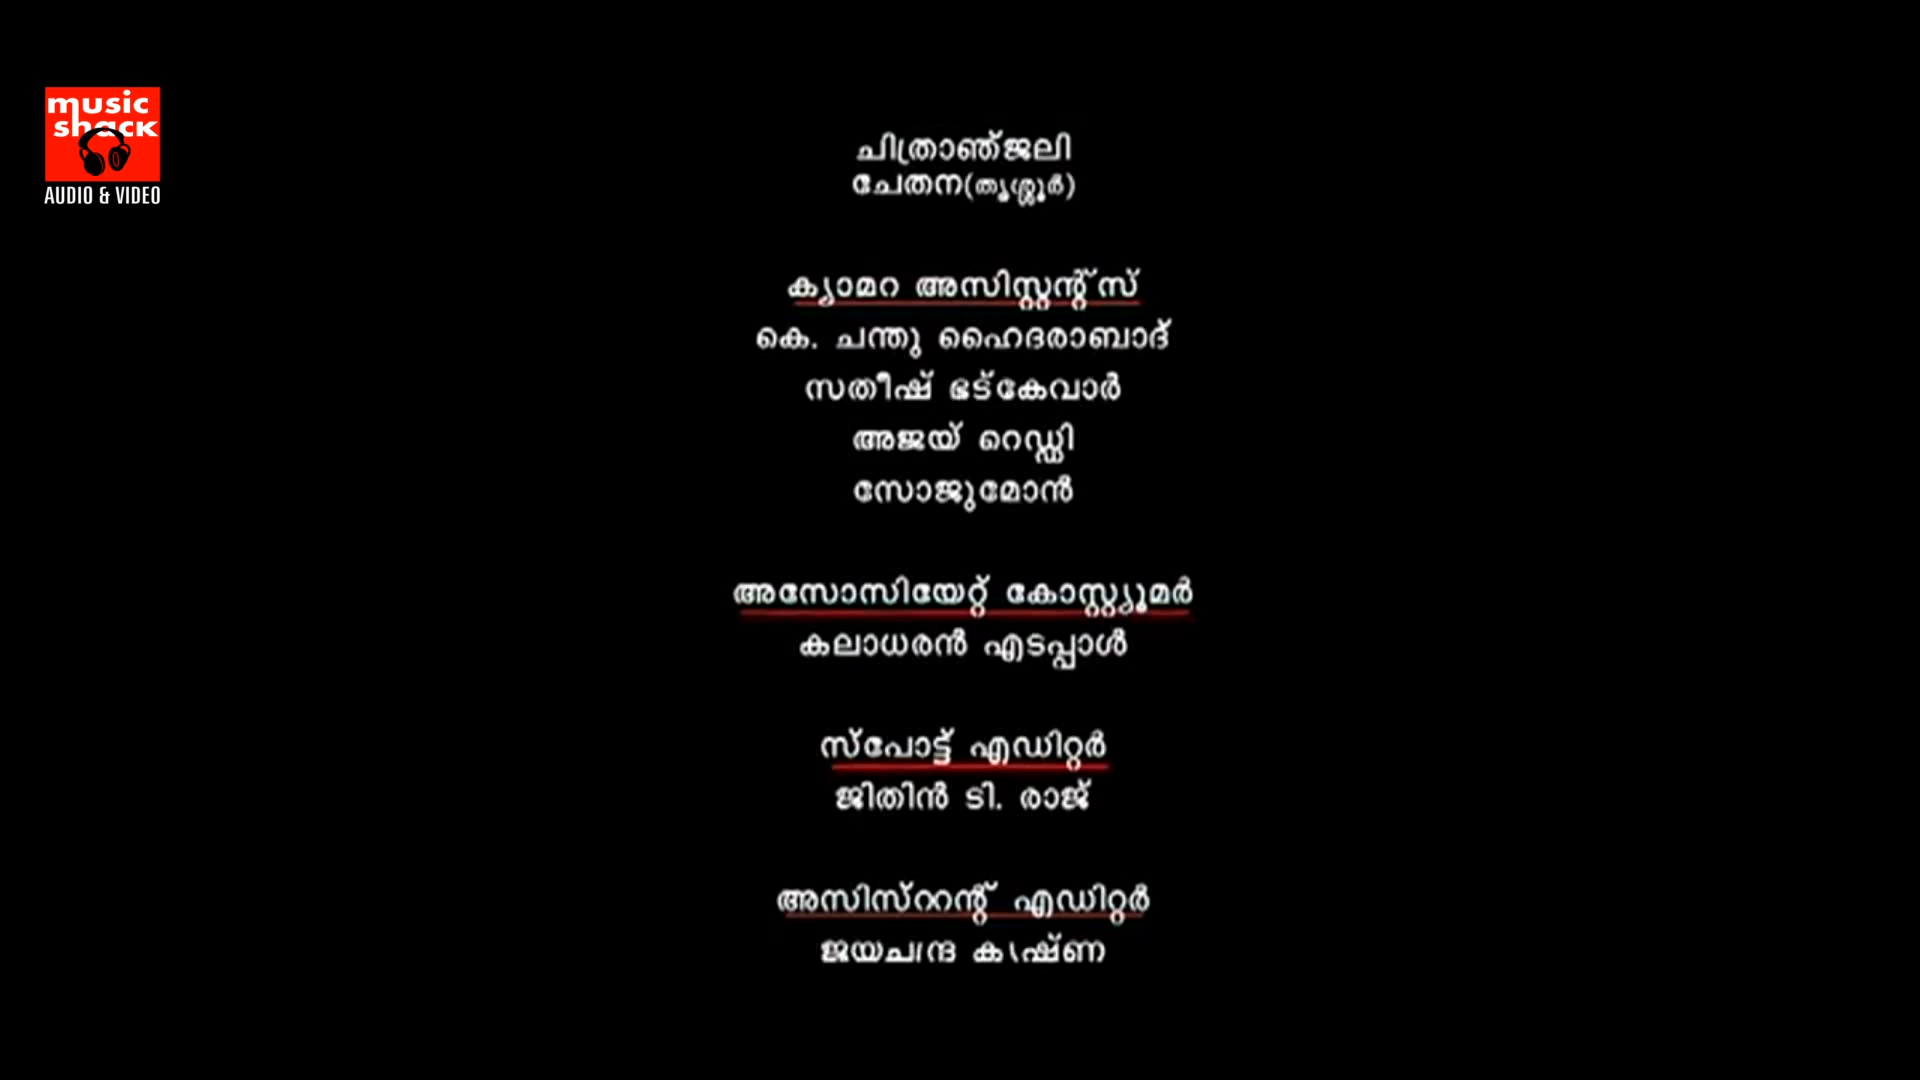 music
shack
AUDIO & VIDEO
ചിത്രാഞ്ജലി
ചേതന(തൃശ്ശൂർ)
ക്യാമറ അസിസ്റ്റന്റ്സ്
കെ. ചന്തു ഹൈദരാബാദ്
സതീഷ് ഭട്കേവാർ
അജയ് റെഡ്ഡി
സോജുമോൻ
അസോസിയേറ്റ് കോസ്റ്റ്യൂമർ
കലാധരൻ എടപ്പാൾ
സ്പോട്ട് എഡിറ്റർ
ജിതിൻ ടി. രാജ്
അസിസ്ററന്റ് എഡിറ്റർ
ജയചന്ദ്ര കൃഷ്ണ